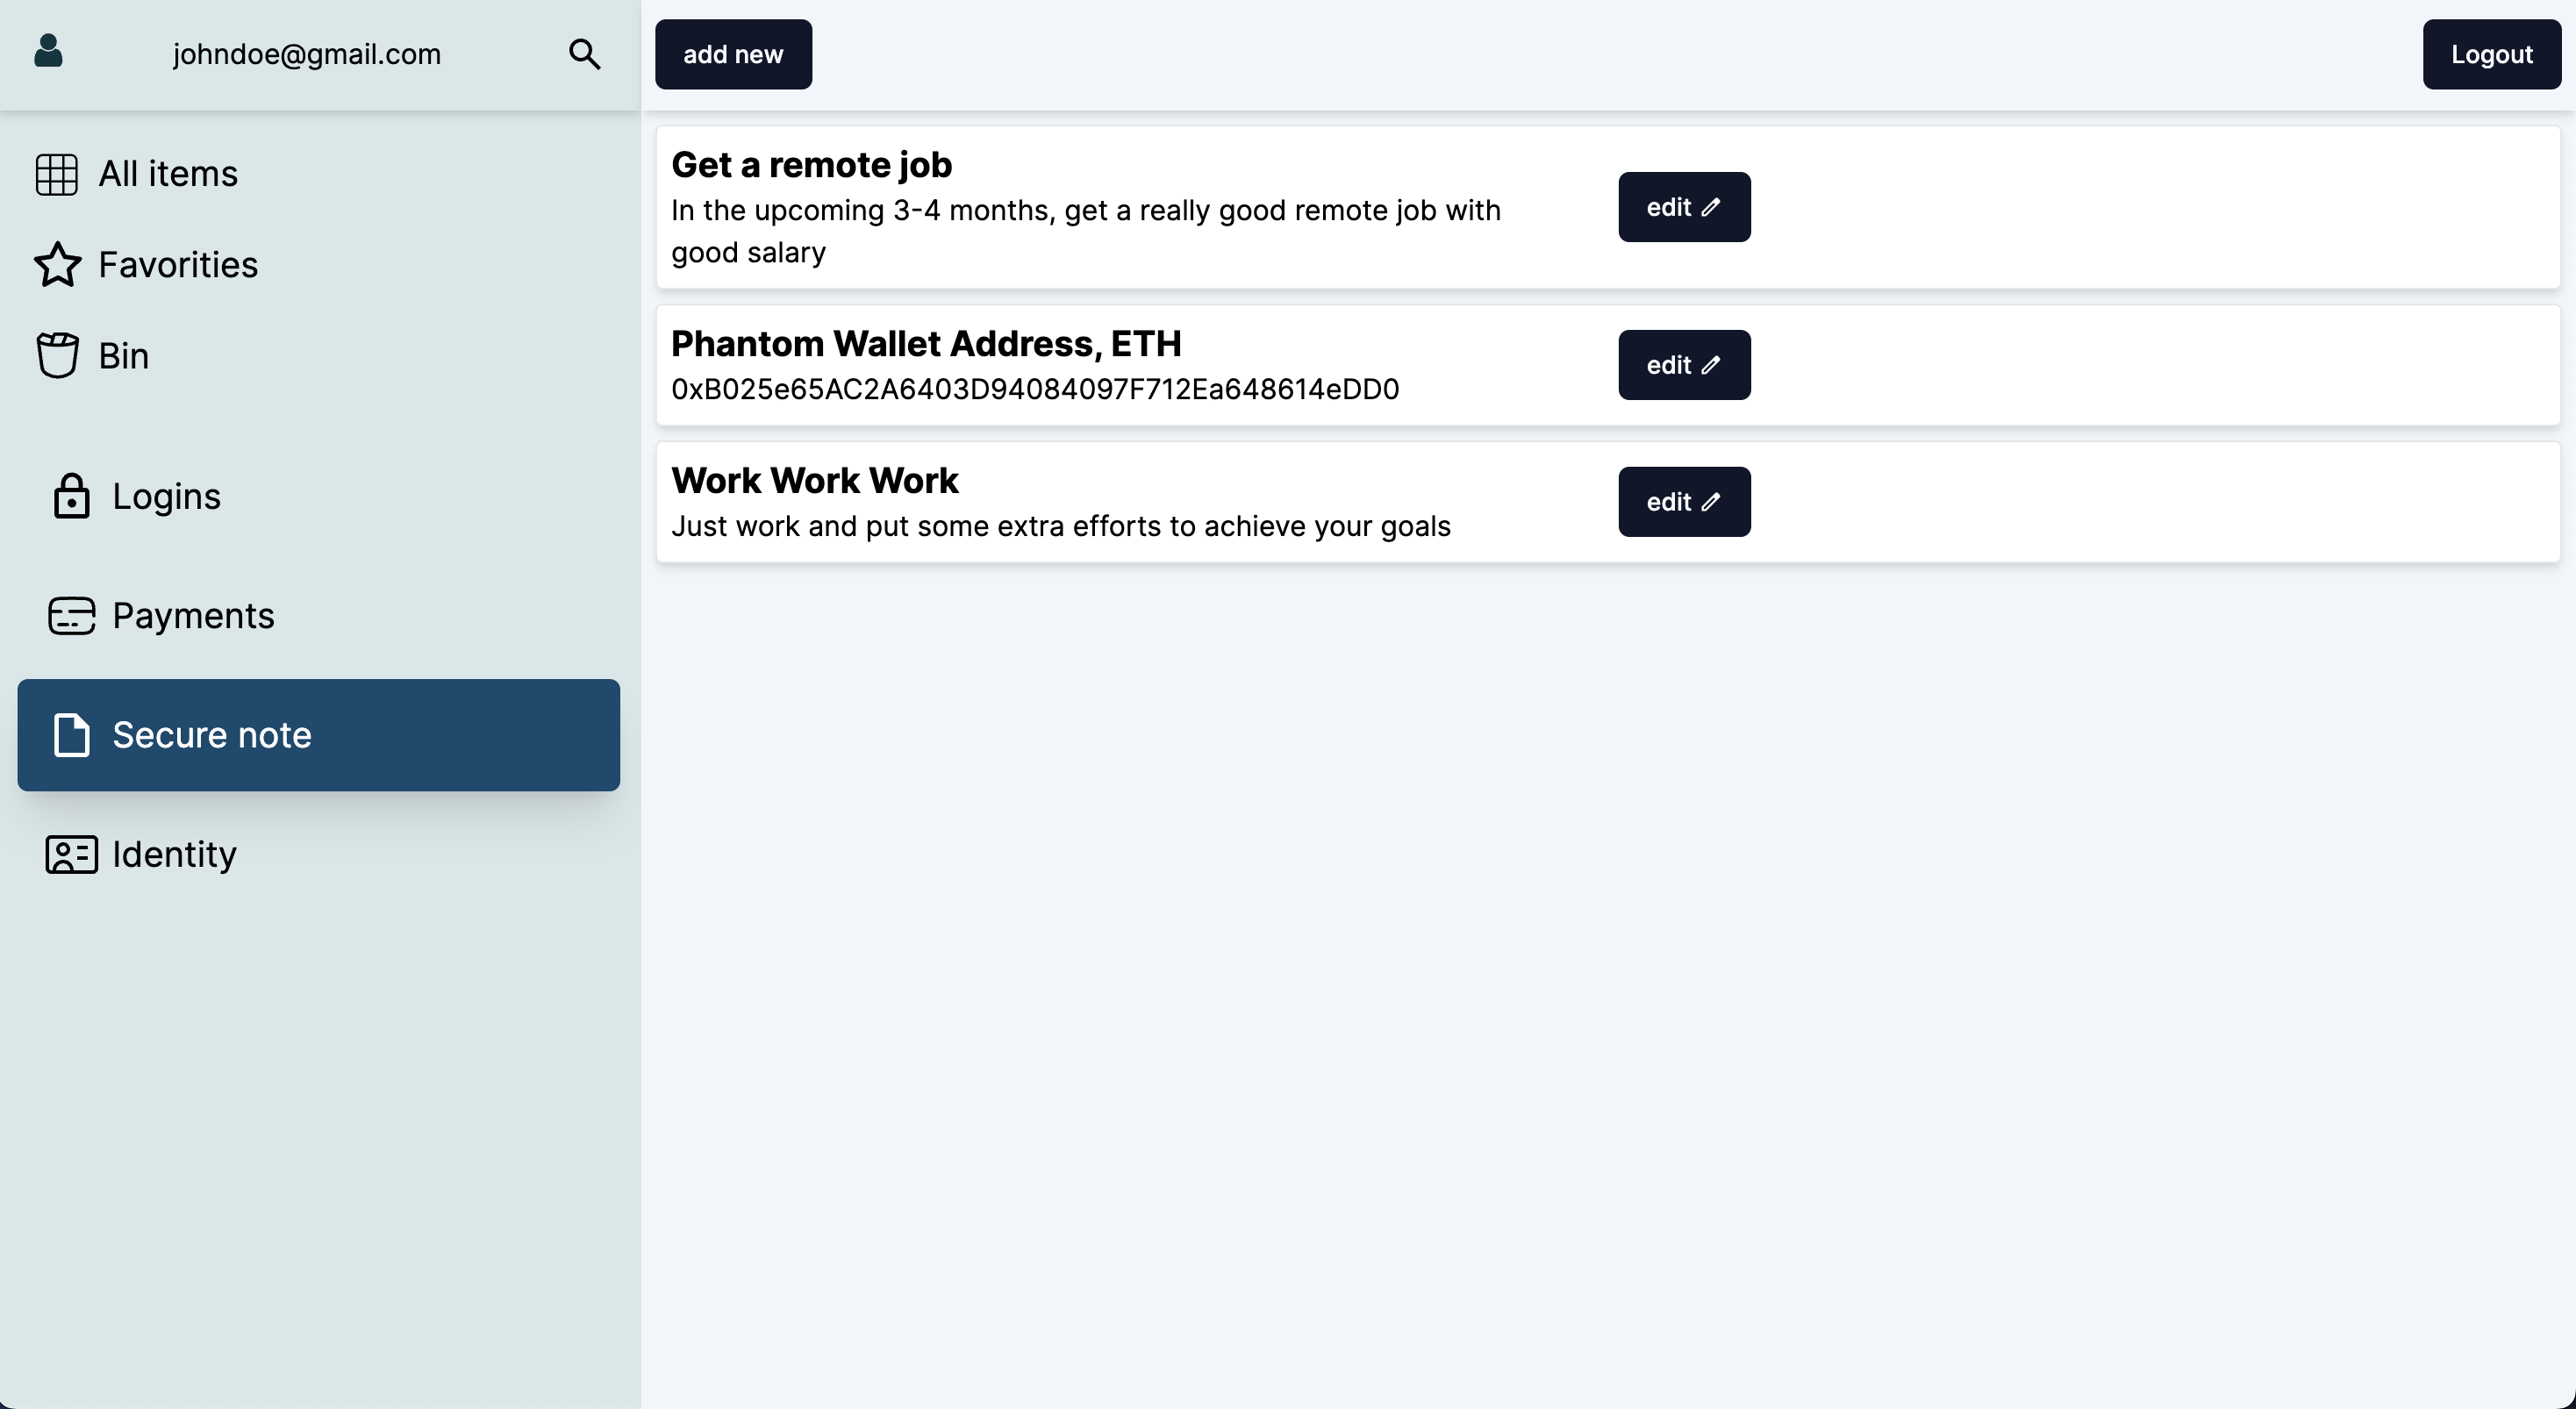 johndoe@gmail.com
add new
Logout
All items
Favorities
Bin
Logins
Payments
Secure note
Identity
Get a remote job
In the upcoming 3-4 months, get a really good remote job with
good salary
edit
Phantom Wallet Address, ETH
0xB025e65AC2A6403D94084097F712Ea648614eDD0
edit
Work Work Work
Just work and put some extra efforts to achieve your goals
edit